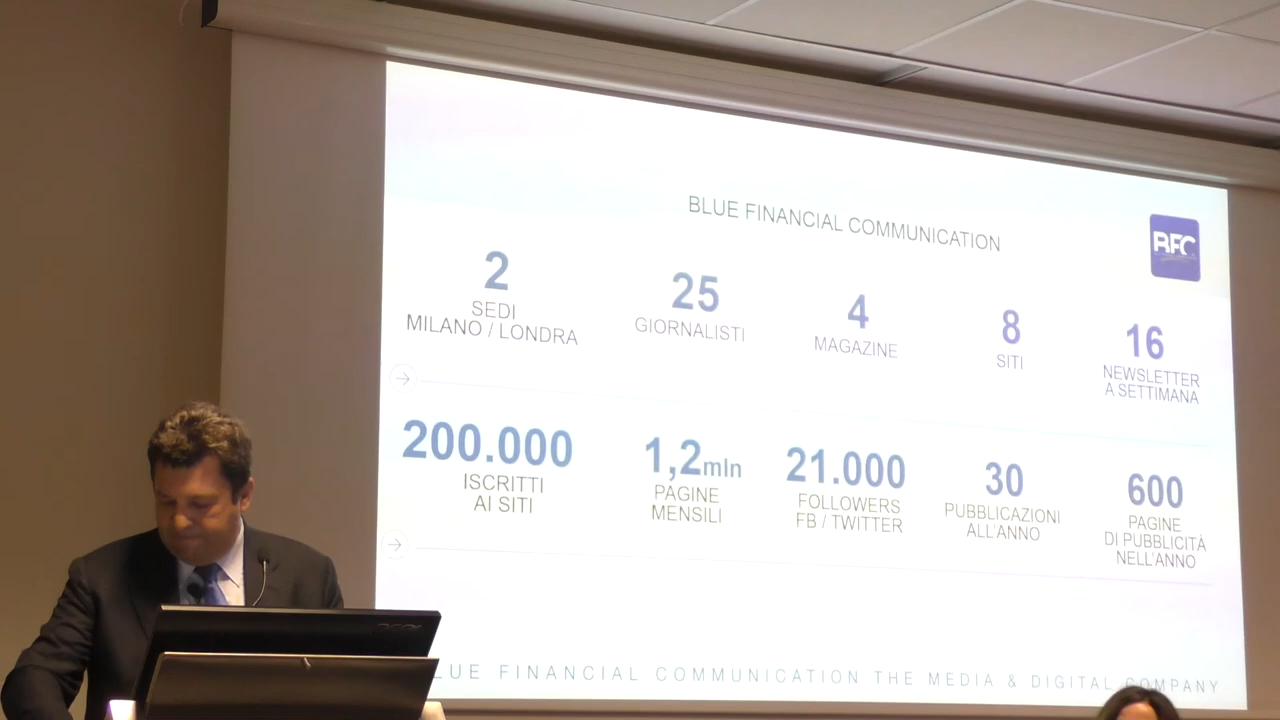 BLUE FINANCIAL COMMUNICATION
BFC
2
SEDI
MILANO / LONDRA
25
GIORNALISTI
4
MAGAZINE
8
SITI
16
NEWSLETTER
A SETTIMANA
200.000
ISCRITTI
AI SITI
1,2mln
PAGINE
MENSILI
21.000
FOLLOWERS
FB / TWITTER
30
PUBBLICAZIONI
ALL'ANNO
600
PAGINE
DI PUBBLICITÀ
NELL'ANNO
LUE FINANCIAL COMMUNICATION THE MEDIA & DIGITAL COMPANY
acer